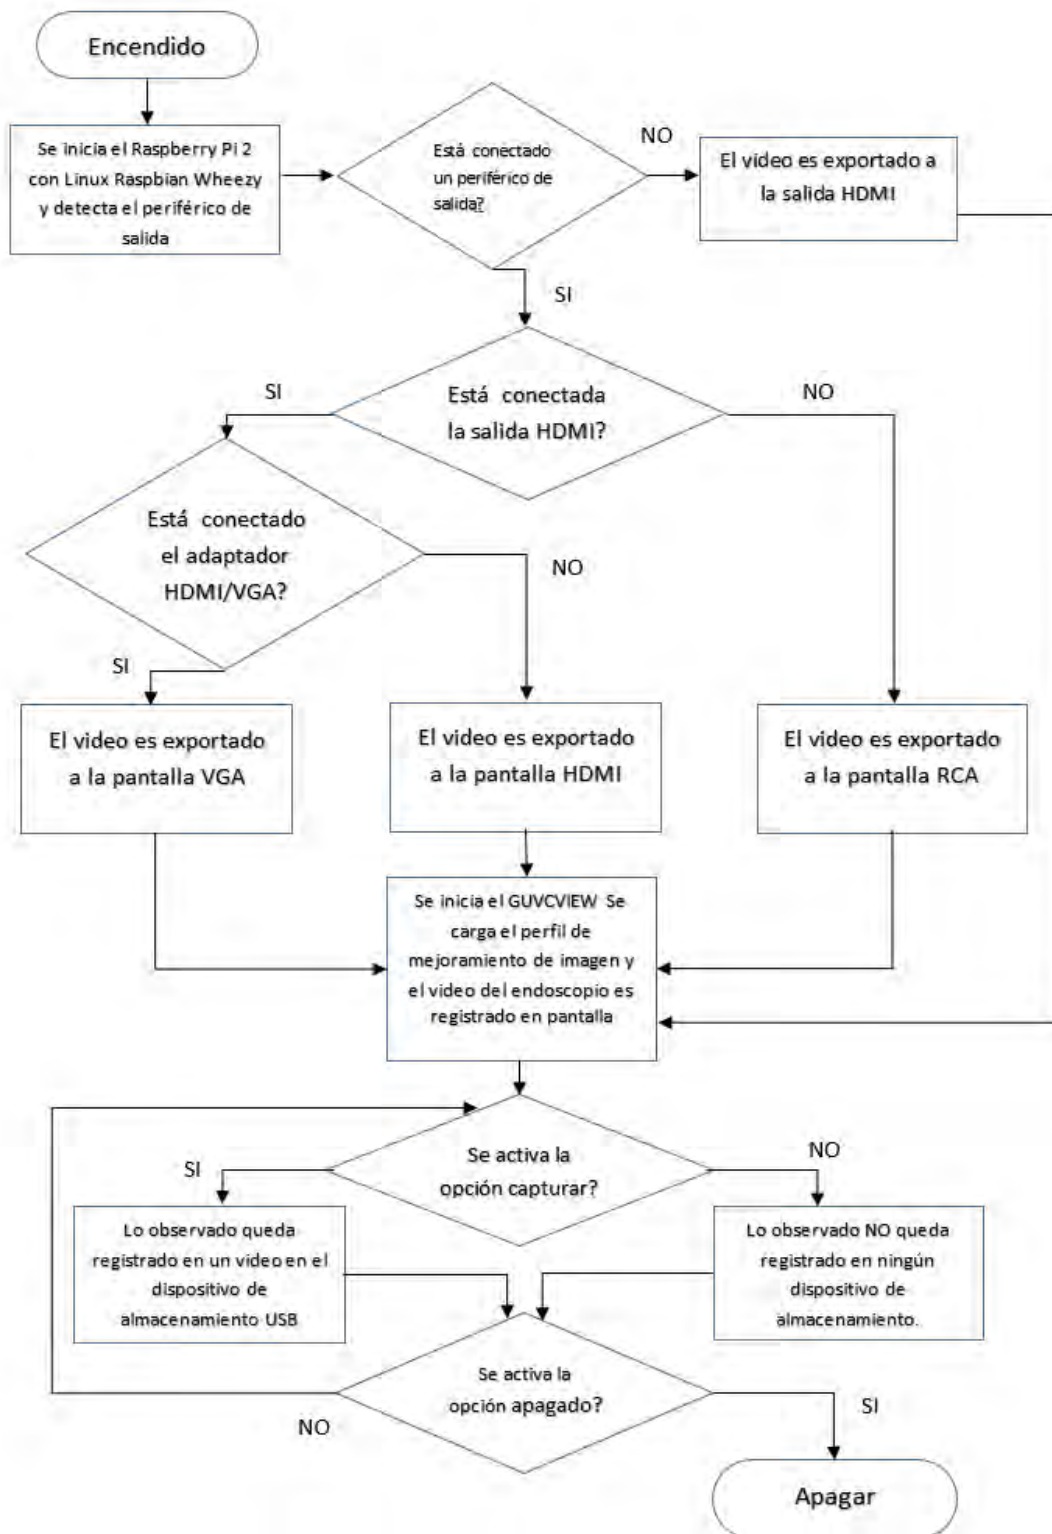 Encendido
Se inicia el Raspberry Pi 2
con Linux Raspbian Wheezy
y detecta el periférico de
salida
Está conectado
un periférico de
salida?
NO
El video es exportado a
la salida HDMI
SI
Está conectada
la salida HDMI?
SI
NO
Está conectado
el adaptador
HDMI/VGA?
NO
SI
El video es exportado
a la pantalla VGA
El video es exportado
a la pantalla HDMI
El video es exportado
a la pantalla RCA
Se inicia el GUVCVIEW Se
carga el perfil de
mejoramiento de imagen y
el video del endoscopio es
registrado en pantalla
Se activa la
opción capturar?
SI
NO
Lo observado queda
registrado en un video en el
dispositivo de
almacenamiento USB
Lo observado NO queda
registrado en ningún
dispositivo de
almacenamiento.
Se activa la
opción apagado?
NO
SI
Apagar